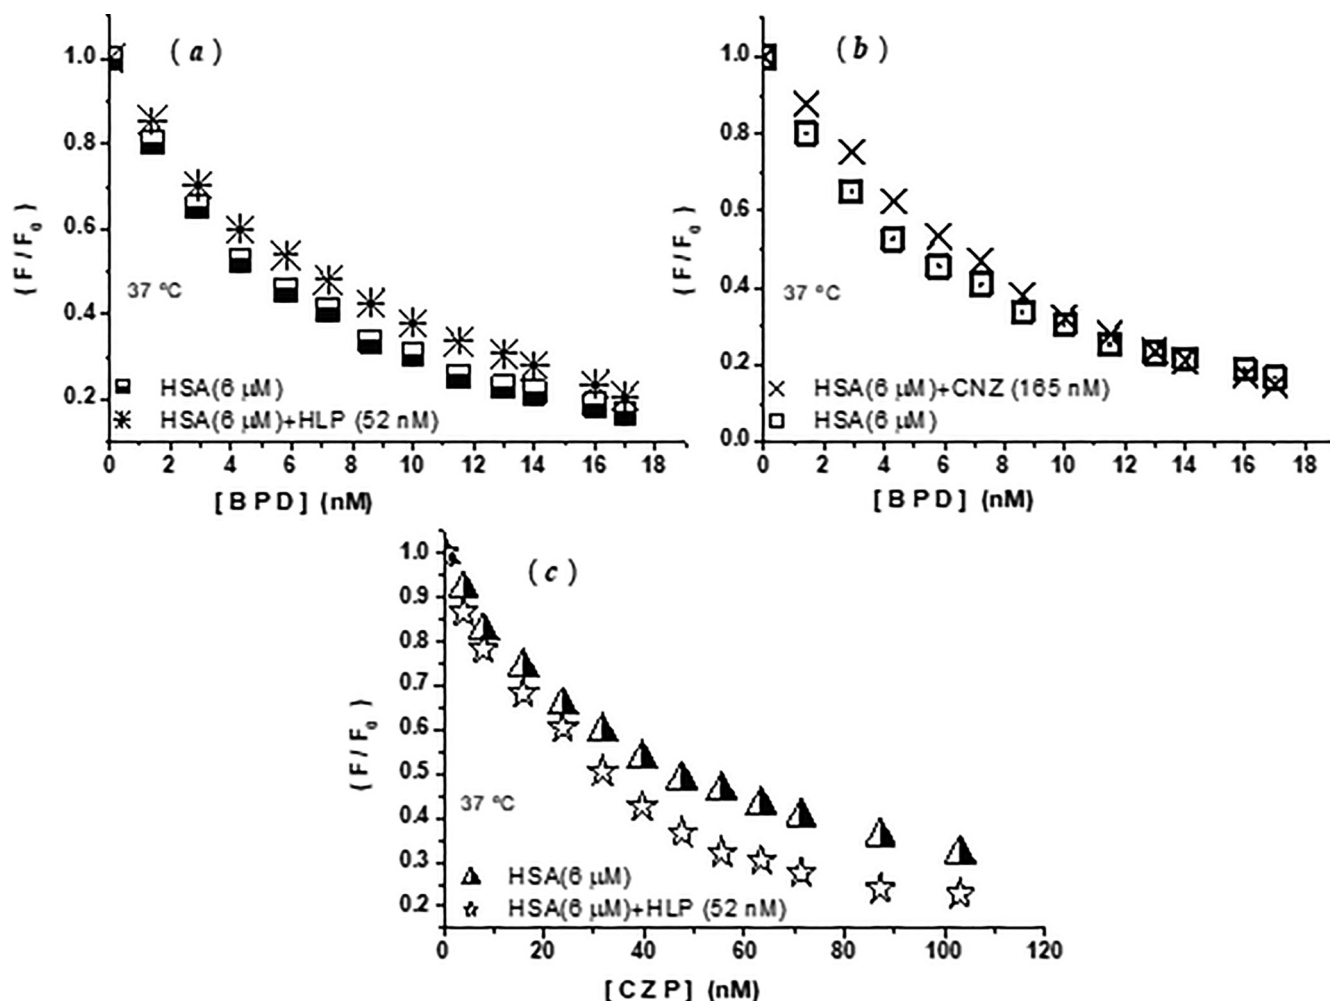 ( a )
1.0
0.8
0.6
0.4
0.2
( F / F0 )
37 ºC
HSA(6 µM)
HSA(6 µM)+HLP (52 nM)
0 2 4 6 8 10 12 14 16 18
[ B P D ] (nM)
( b )
1.0
0.8
0.6
0.4
0.2
0.0
( F / F0 )
37 ºC
HSA(6 µM)+CNZ (165 nM)
HSA(6 µM)
0 2 4 6 8 10 12 14 16 18
[ B P D ] (nM)
( c )
1.0
0.9
0.8
0.7
0.6
0.5
0.4
0.3
0.2
( F / F0 )
37 ºC
HSA(6 µM)
HSA(6 µM)+HLP (52 nM)
0 20 40 60 80 100 120
[ C Z P ] (nM)